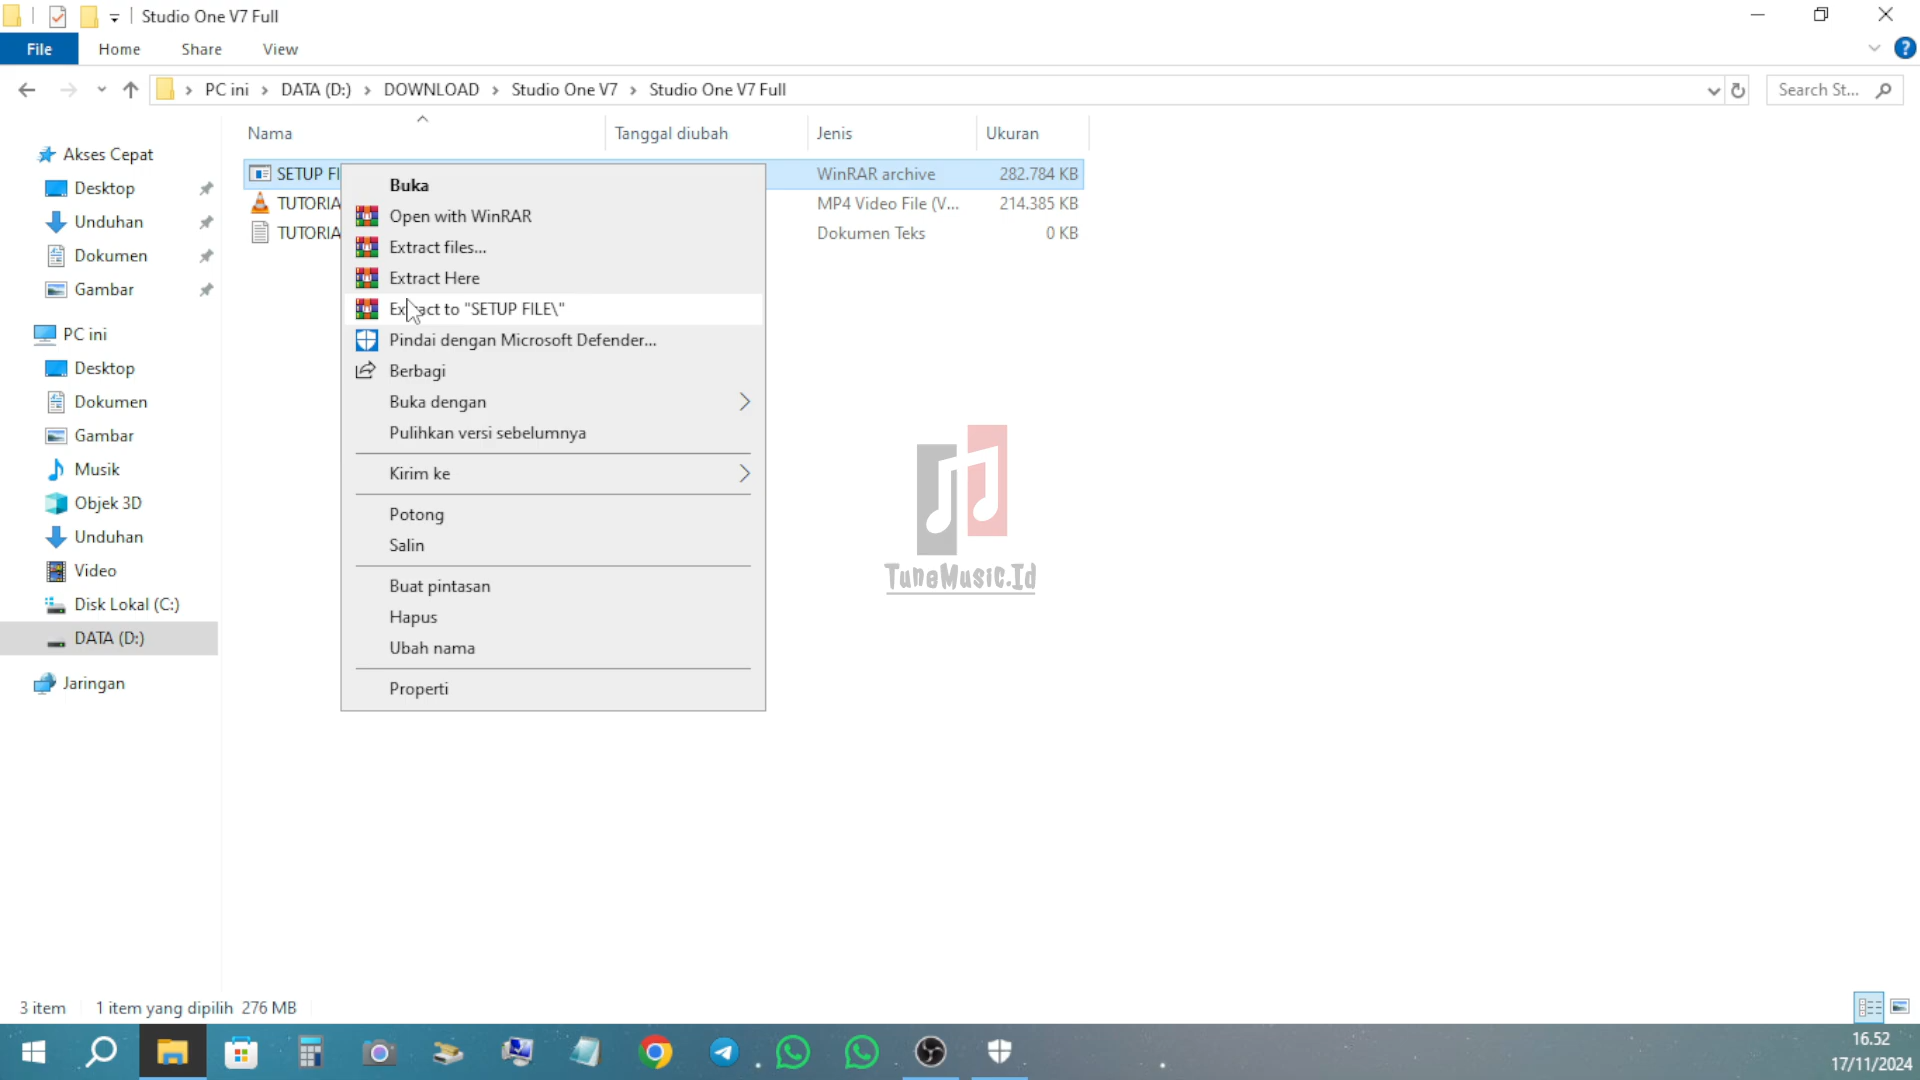 Studio One V7 Full
File Home Share View
PC ini DATA (D:) DOWNLOAD Studio One V7 Studio One V7 Full
Search St...
Nama Tanggal diubah Jenis Ukuran
SETUP FI WinRAR archive 282.784 KB
TUTORIA MP4 Video File (V... 214.385 KB
TUTORIA Dokumen Teks 0 KB
Akses Cepat
Desktop
Unduhan
Dokumen
Gambar
PC ini
Desktop
Dokumen
Gambar
Musik
Objek 3D
Unduhan
Video
Disk Lokal (C:)
DATA (D:)
Jaringan
Buka
Open with WinRAR
Extract files...
Extract Here
Extract to "SETUP FILE\"
Pindai dengan Microsoft Defender...
Berbagi
Buka dengan
Pulihkan versi sebelumnya
Kirim ke
Potong
Salin
Buat pintasan
Hapus
Ubah nama
Properti
TuneMusic.Id
3 item 1 item yang dipilih 276 MB
16.52
17/11/2024